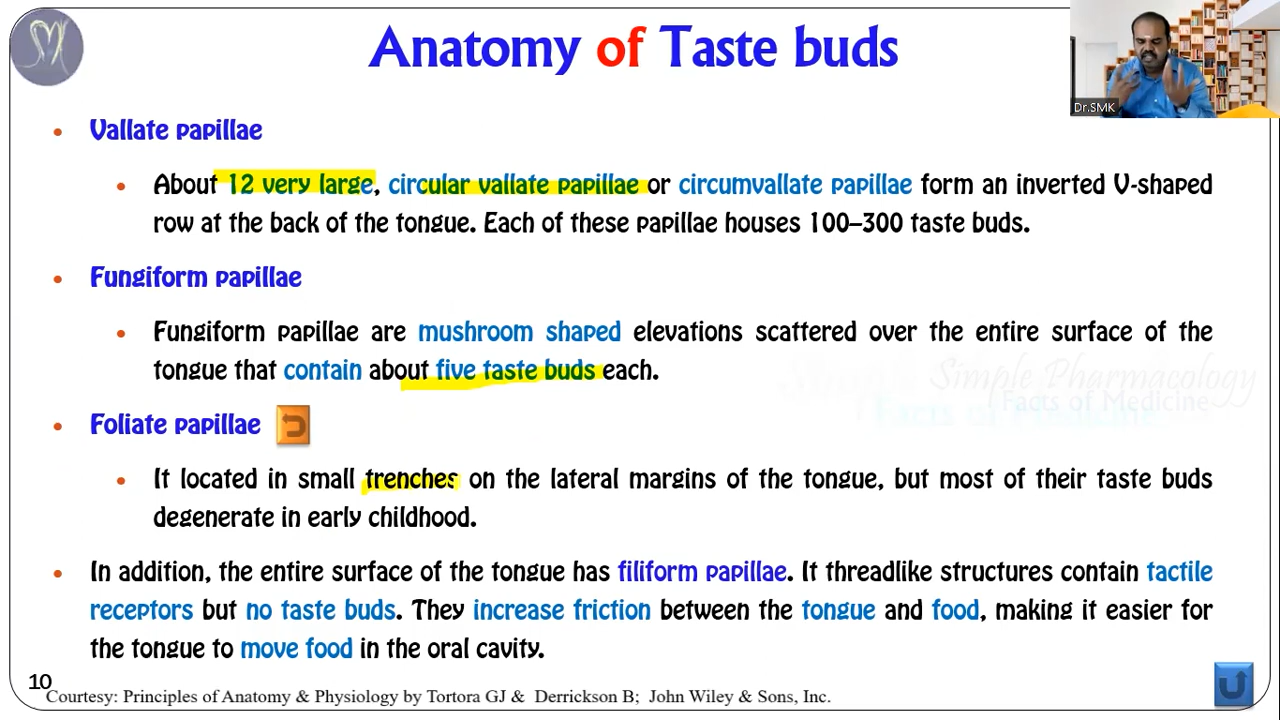 SM
Anatomy of Taste buds
Dr.SMK
• Vallate papillae
• About 12 very large, circular vallate papillae or circumvallate papillae form an inverted V-shaped
row at the back of the tongue. Each of these papillae houses 100–300 taste buds.
• Fungiform papillae
• Fungiform papillae are mushroom shaped elevations scattered over the entire surface of the
tongue that contain about five taste buds each.
Simple Pharmacology
Facts of Medicine
• Foliate papillae
• It located in small trenches on the lateral margins of the tongue, but most of their taste buds
degenerate in early childhood.
• In addition, the entire surface of the tongue has filiform papillae. It threadlike structures contain tactile
receptors but no taste buds. They increase friction between the tongue and food, making it easier for
the tongue to move food in the oral cavity.
10
Courtesy: Principles of Anatomy & Physiology by Tortora GJ & Derrickson B; John Wiley & Sons, Inc.